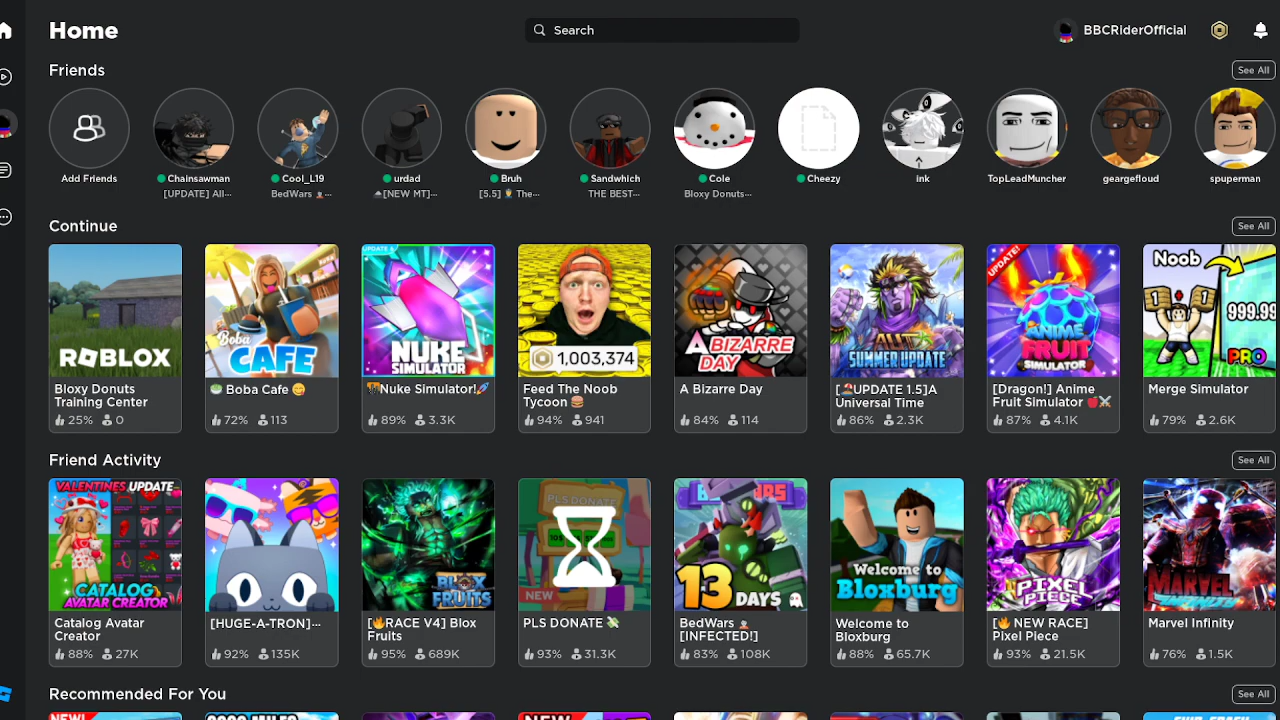 Home
Search
BBCRiderOfficial
Friends
See All
Add Friends
Chainsawman
Cool_L19
urdad
Bruh
Sandwhich
Cole
Cheezy
ink
TopLeadMuncher
geargefloud
spuperman
[UPDATE] All...
BedWars ...
[NEW MT]...
[5.5] The...
THE BEST...
Bloxy Donuts...
Continue
See All
ROBLOX
Boba
CAFE
UPDATE
NUKE
SIMULATOR
1,003,374
A BIZARRE
DAY
AUT
SUMMER UPDATE
UPDATE!
ANIME
FRUIT
SIMULATOR
Noob
1 0
999.99
PRO
Bloxy Donuts
Training Center
25% 0
Boba Cafe
72% 113
Nuke Simulator!
89% 3.3K
Feed The Noob
Tycoon
94% 941
A Bizarre Day
84% 114
[UPDATE 1.5]A
Universal Time
86% 2.3K
[Dragon!] Anime
Fruit Simulator
87% 4.1K
Merge Simulator
79% 2.6K
Friend Activity
See All
VALENTINES UPDATE
CATALOG
AVATAR CREATOR
BLOX
FRUITS
PLS DONATE
NEW
13 DAYS
Welcome to
Bloxburg
PIXEL
PIECE
MARVEL
INFINITY
Catalog Avatar
Creator
88% 27K
[HUGE-A-TRON]...
92% 135K
[RACE V4] Blox
Fruits
95% 689K
PLS DONATE
93% 31.3K
BedWars
[INFECTED!]
83% 108K
Welcome to
Bloxburg
88% 65.7K
[NEW RACE]
Pixel Piece
93% 21.5K
Marvel Infinity
76% 1.5K
Recommended For You
See All
NEW!
NEW